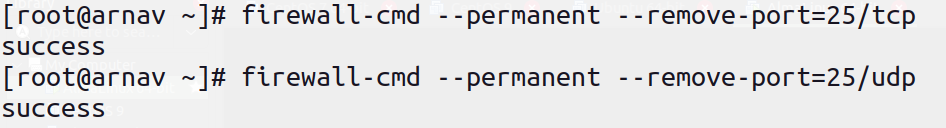 [root@arnav ~]# firewall-cmd --permanent --remove-port=25/tcp
success
[root@arnav ~]# firewall-cmd --permanent --remove-port=25/udp
success